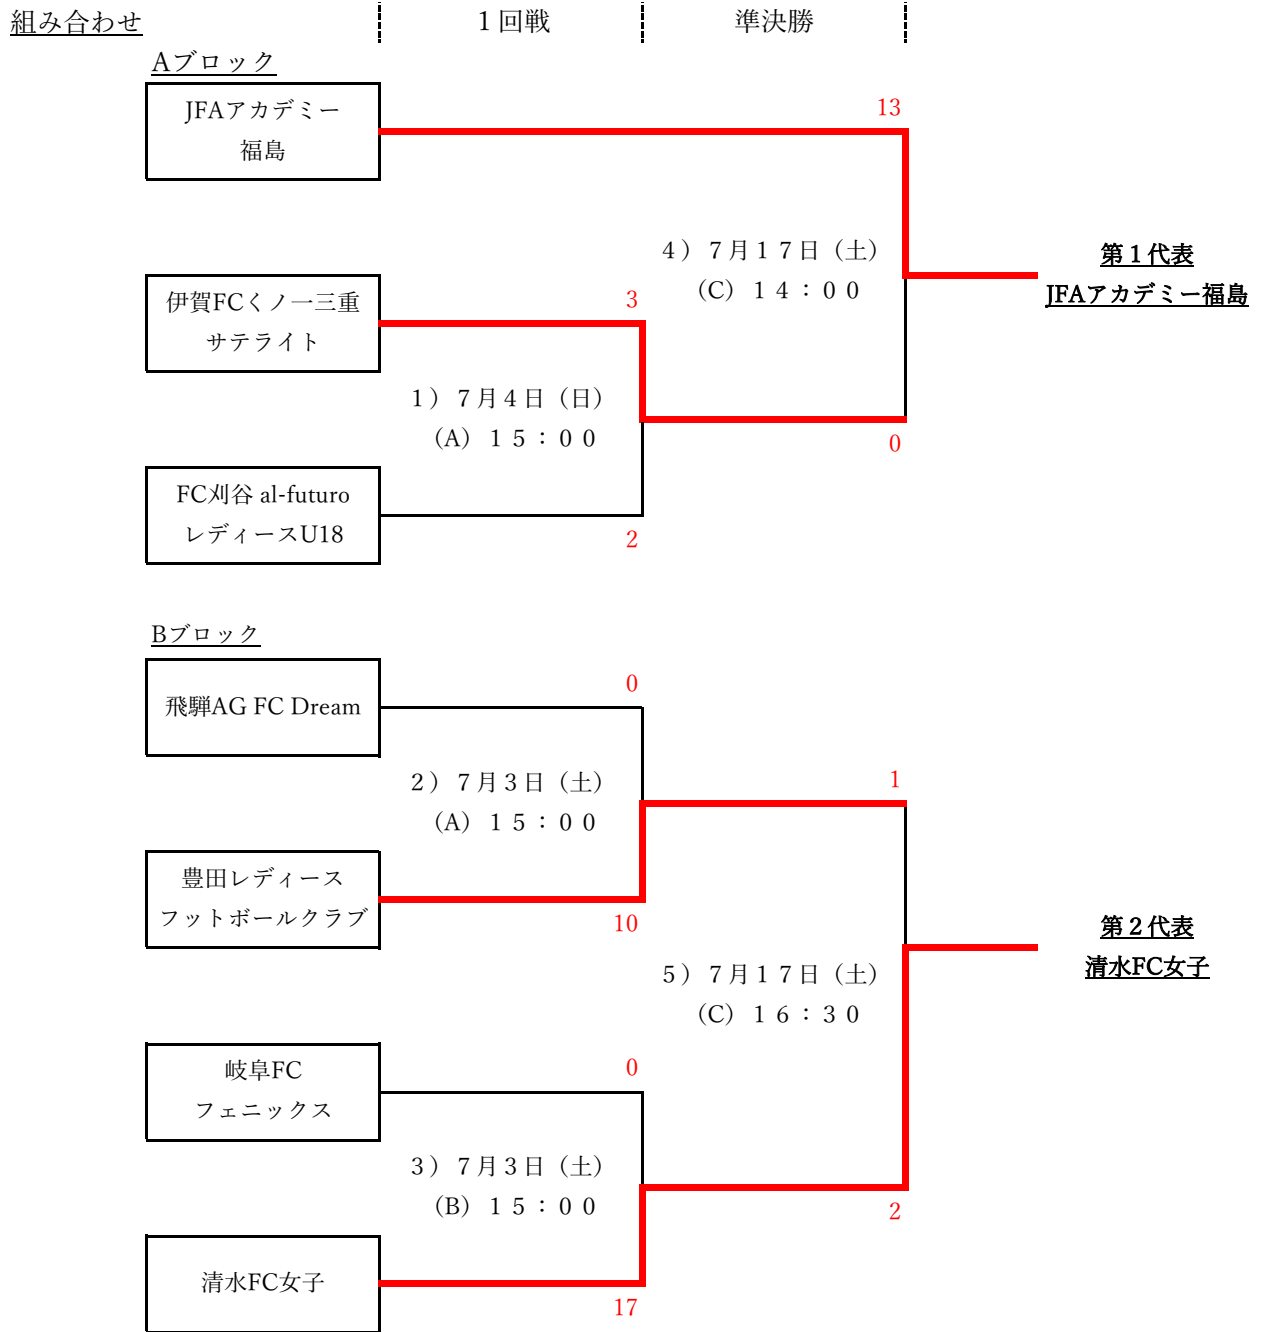 組み合わせ
１回戦
準決勝
Aブロック
JFAアカデミー
福島
13
4）７月１７日（土）
（C）１４：００
第１代表
JFAアカデミー福島
伊賀FCくノ一三重
サテライト
3
1）７月４日（日）
（A）１５：００
0
FC刈谷 al-futuro
レディースU18
2
Bブロック
飛騨AG FC Dream
0
2）７月３日（土）
（A）１５：００
1
豊田レディース
フットボールクラブ
10
5）７月１７日（土）
（C）１６：３０
第２代表
清水FC女子
岐阜FC
フェニックス
0
3）７月３日（土）
（B）１５：００
2
清水FC女子
17